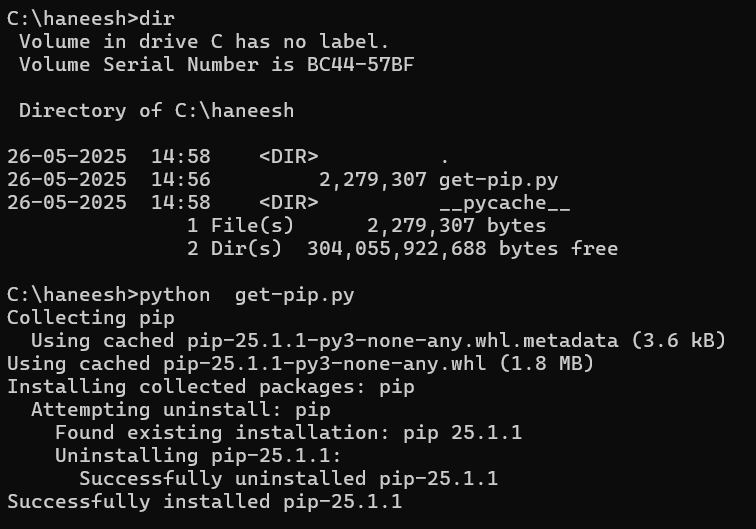 C:\haneesh>dir
 Volume in drive C has no label.
 Volume Serial Number is BC44-57BF

 Directory of C:\haneesh

26-05-2025  14:58    <DIR>          .
26-05-2025  14:56         2,279,307 get-pip.py
26-05-2025  14:58    <DIR>          __pycache__
               1 File(s)      2,279,307 bytes
               2 Dir(s)  304,055,922,688 bytes free

C:\haneesh>python  get-pip.py
Collecting pip
  Using cached pip-25.1.1-py3-none-any.whl.metadata (3.6 kB)
Using cached pip-25.1.1-py3-none-any.whl (1.8 MB)
Installing collected packages: pip
  Attempting uninstall: pip
    Found existing installation: pip 25.1.1
    Uninstalling pip-25.1.1:
      Successfully uninstalled pip-25.1.1
Successfully installed pip-25.1.1